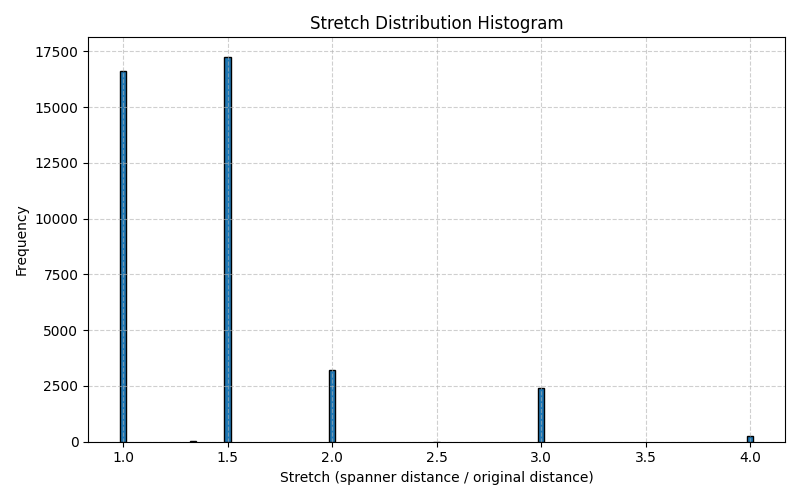 Stretch Distribution Histogram
Frequency
17500
15000
12500
10000
7500
5000
2500
0
1.0 1.5 2.0 2.5 3.0 3.5 4.0
Stretch (spanner distance / original distance)